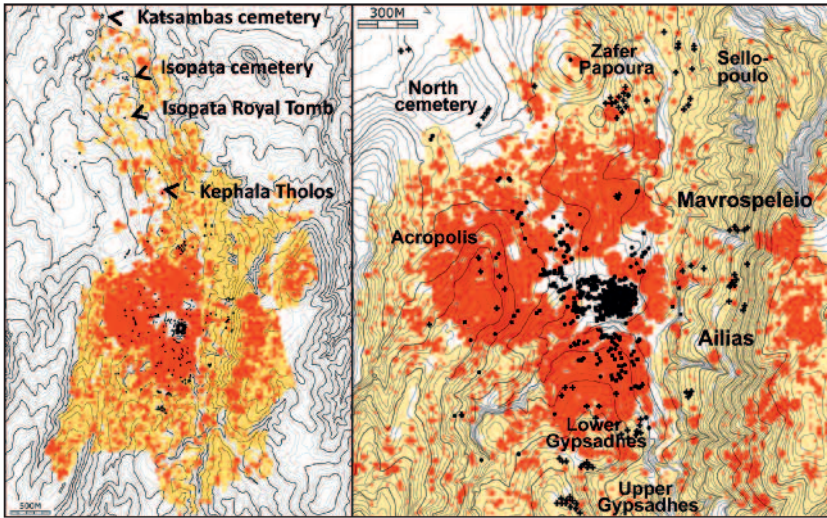 Katsambas cemetery
Isopata cemetery
Isopata Royal Tomb
Kephala Tholos
500M
300M
Zafer
Papoura
Sello-
poulo
North
cemetery
Mavrospeleio
Acropolis
Ailias
Lower
Gypsadhes
Upper
Gypsadhes